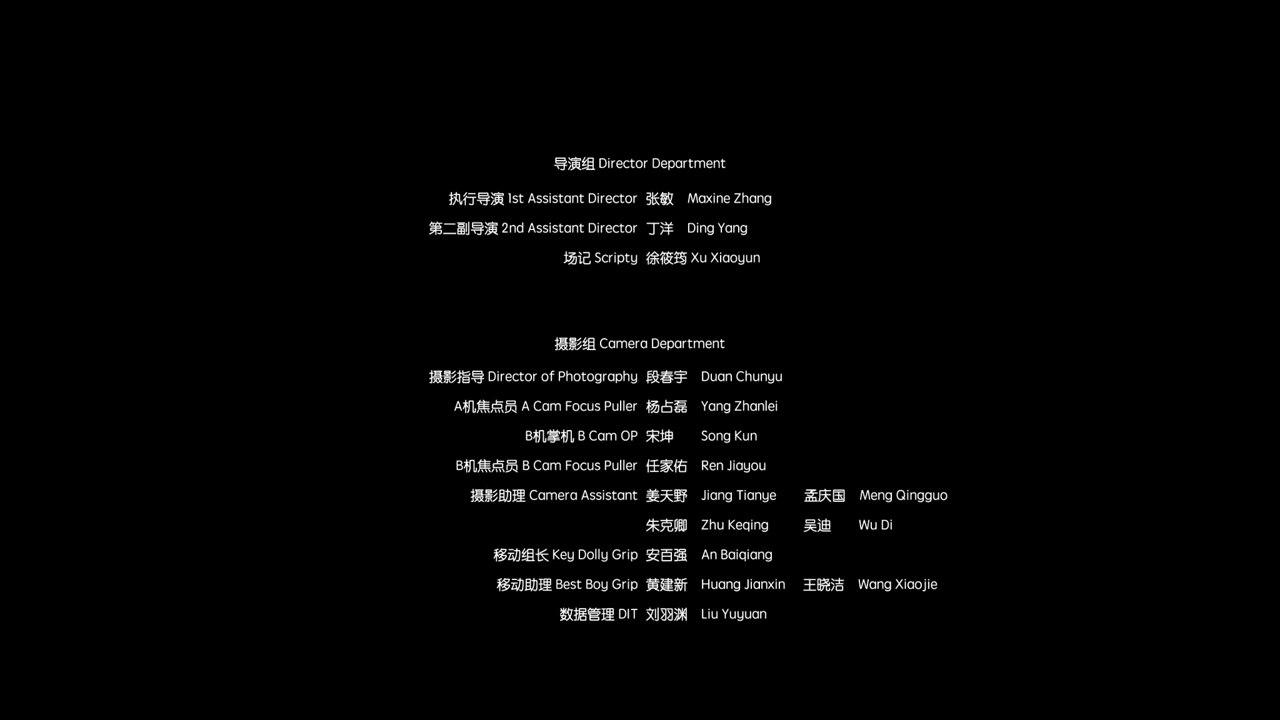 导演组 Director Department
执行导演 1st Assistant Director 张敏 Maxine Zhang
第二副导演 2nd Assistant Director 丁洋 Ding Yang
场记 Scripty 徐筱筠 Xu Xiaoyun
摄影组 Camera Department
摄影指导 Director of Photography 段春宇 Duan Chunyu
A机焦点员 A Cam Focus Puller 杨占磊 Yang Zhanlei
B机掌机 B Cam OP 宋坤 Song Kun
B机焦点员 B Cam Focus Puller 任家佑 Ren Jiayou
摄影助理 Camera Assistant 姜天野 Jiang Tianye 孟庆国 Meng Qingguo
朱克卿 Zhu Keqing 吴迪 Wu Di
移动组长 Key Dolly Grip 安百强 An Baiqiang
移动助理 Best Boy Grip 黄建新 Huang Jianxin 王晓洁 Wang Xiaojie
数据管理 DIT 刘羽渊 Liu Yuyuan